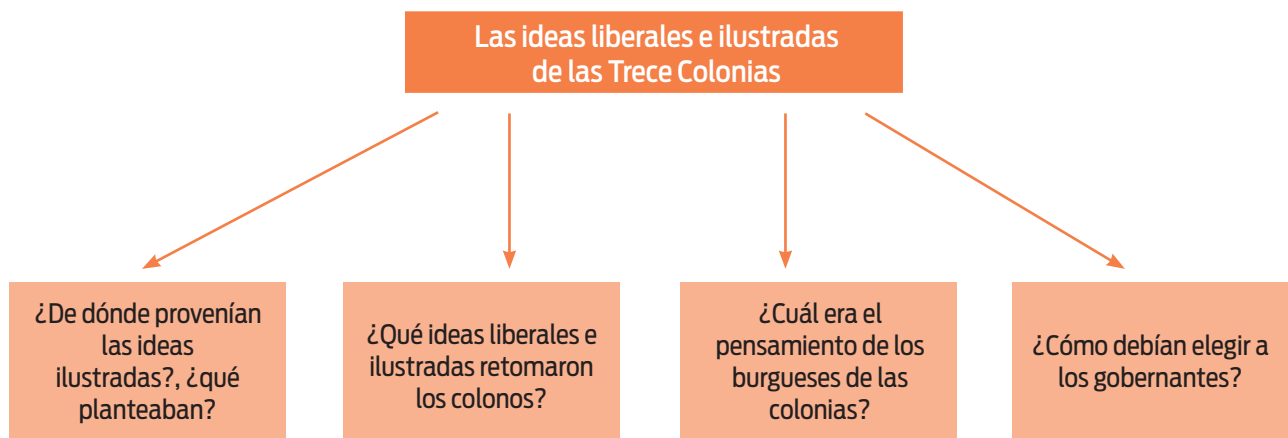 Las ideas liberales e ilustradas
de las Trece Colonias
¿De dónde provenían
las ideas
ilustradas?, ¿qué
planteaban?
¿Qué ideas liberales e
ilustradas retomaron
los colonos?
¿Cuál era el
pensamiento de los
burgueses de las
colonias?
¿Cómo debían elegir a
los gobernantes?